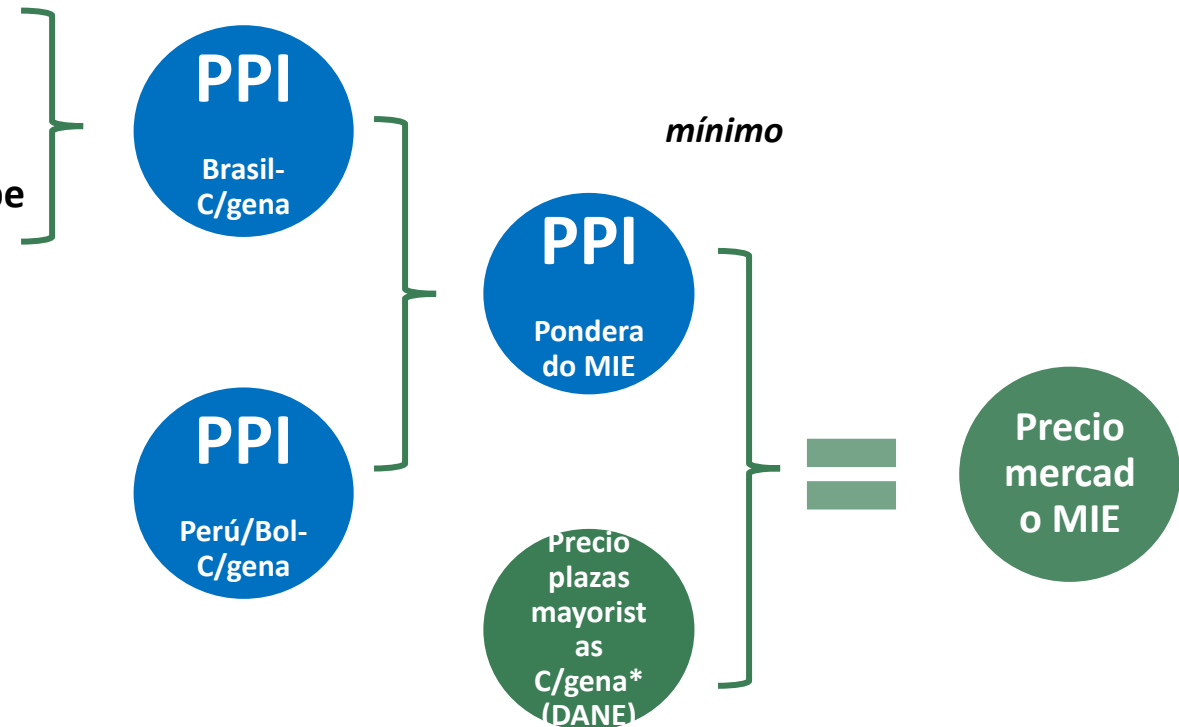 PPI
Brasil-
C/gena
PPI
Perú/Bol-
C/gena
mínimo
PPI
Pondera
do MIE
Precio
plazas
mayorist
as
C/gena*
(DANE)
Precio
mercad
o MIE